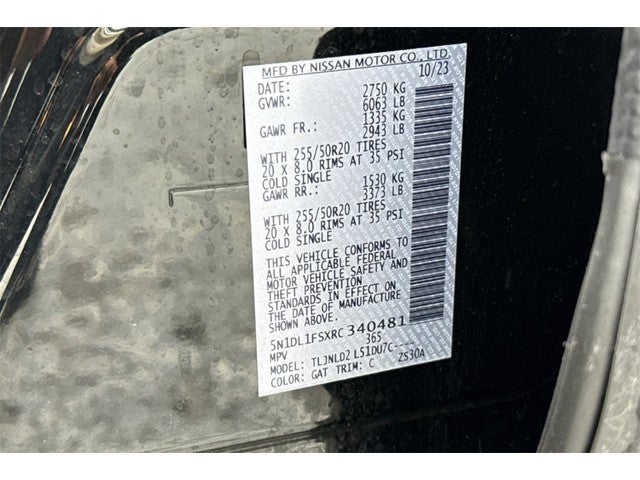 MFD BY NISSAN MOTOR CO., LTD.
DATE: 10/23
GVWR: 2750 KG
6063 LB
GAWR FR.: 1335 KG
2943 LB
WITH 255/50R20 TIRES
20 X 8.0 RIMS AT 35 PSI
COLD SINGLE
GAWR RR.: 1530 KG
3373 LB
WITH 255/50R20 TIRES
20 X 8.0 RIMS AT 35 PSI
COLD SINGLE
THIS VEHICLE CONFORMS TO
ALL APPLICABLE FEDERAL
MOTOR VEHICLE SAFETY AND
THEFT PREVENTION
STANDARDS IN EFFECT ON
THE DATE OF MANUFACTURE
SHOWN ABOVE.
5N1DL1FSXRC340481
MPV 365
MODEL: TLJNLD2 L51DU7C----
COLOR: GAT TRIM: C ZS30A